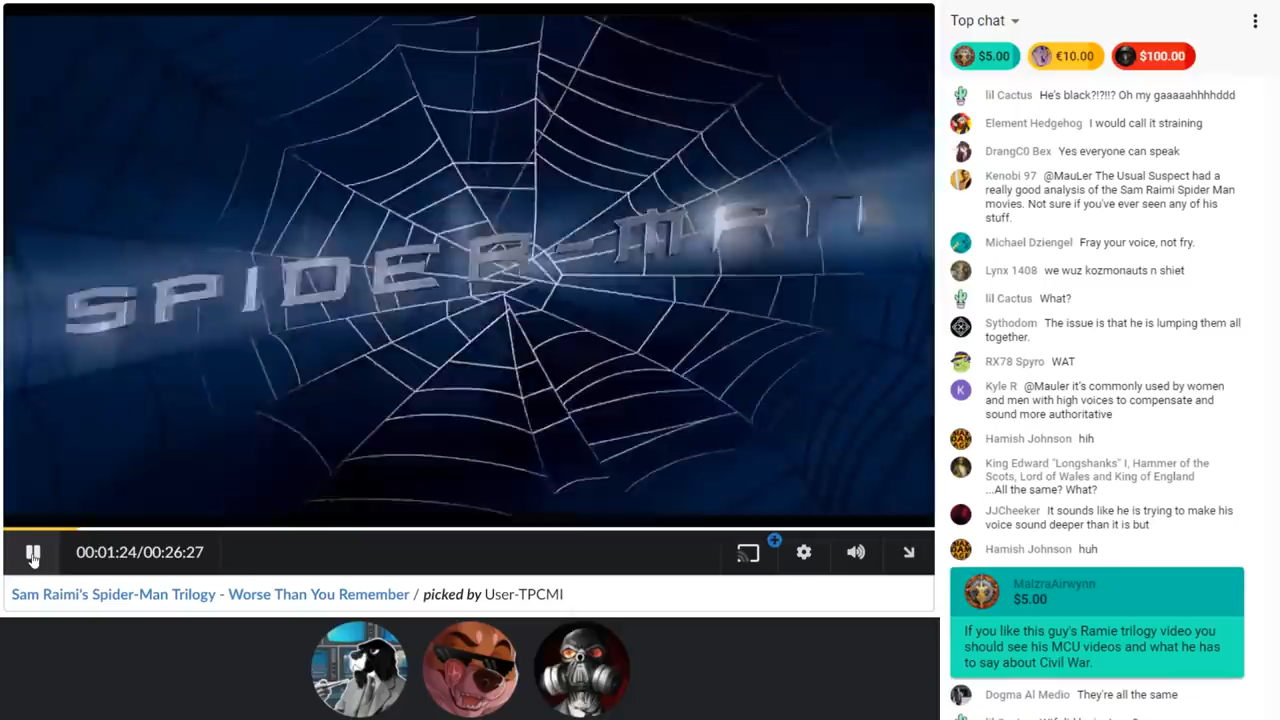 SPIDER-MAN
00:01:24/00:26:27
Sam Raimi's Spider-Man Trilogy - Worse Than You Remember / picked by User-TPCMI
Top chat
$5.00 €10.00 $100.00
lil Cactus He's black?!?!!? Oh my gaaaaahhhhddd
Element Hedgehog I would call it straining
DrangC0 Bex Yes everyone can speak
Kenobi 97 @MauLer The Usual Suspect had a
really good analysis of the Sam Raimi Spider Man
movies. Not sure if you've ever seen any of his
stuff.
Michael Dziengel Fray your voice, not fry.
Lynx 1408 we wuz kozmonauts n shiet
lil Cactus What?
Sythodom The issue is that he is lumping them all
together.
RX78 Spyro WAT
K
Kyle R @Mauler it's commonly used by women
and men with high voices to compensate and
sound more authoritative
Hamish Johnson hih
King Edward "Longshanks" I, Hammer of the
Scots, Lord of Wales and King of England
...All the same? What?
JJCheeker It sounds like he is trying to make his
voice sound deeper than it is but
Hamish Johnson huh
MalzraAirwynn
$5.00
If you like this guy's Ramie trilogy video you
should see his MCU videos and what he has
to say about Civil War.
Dogma Al Medio They're all the same